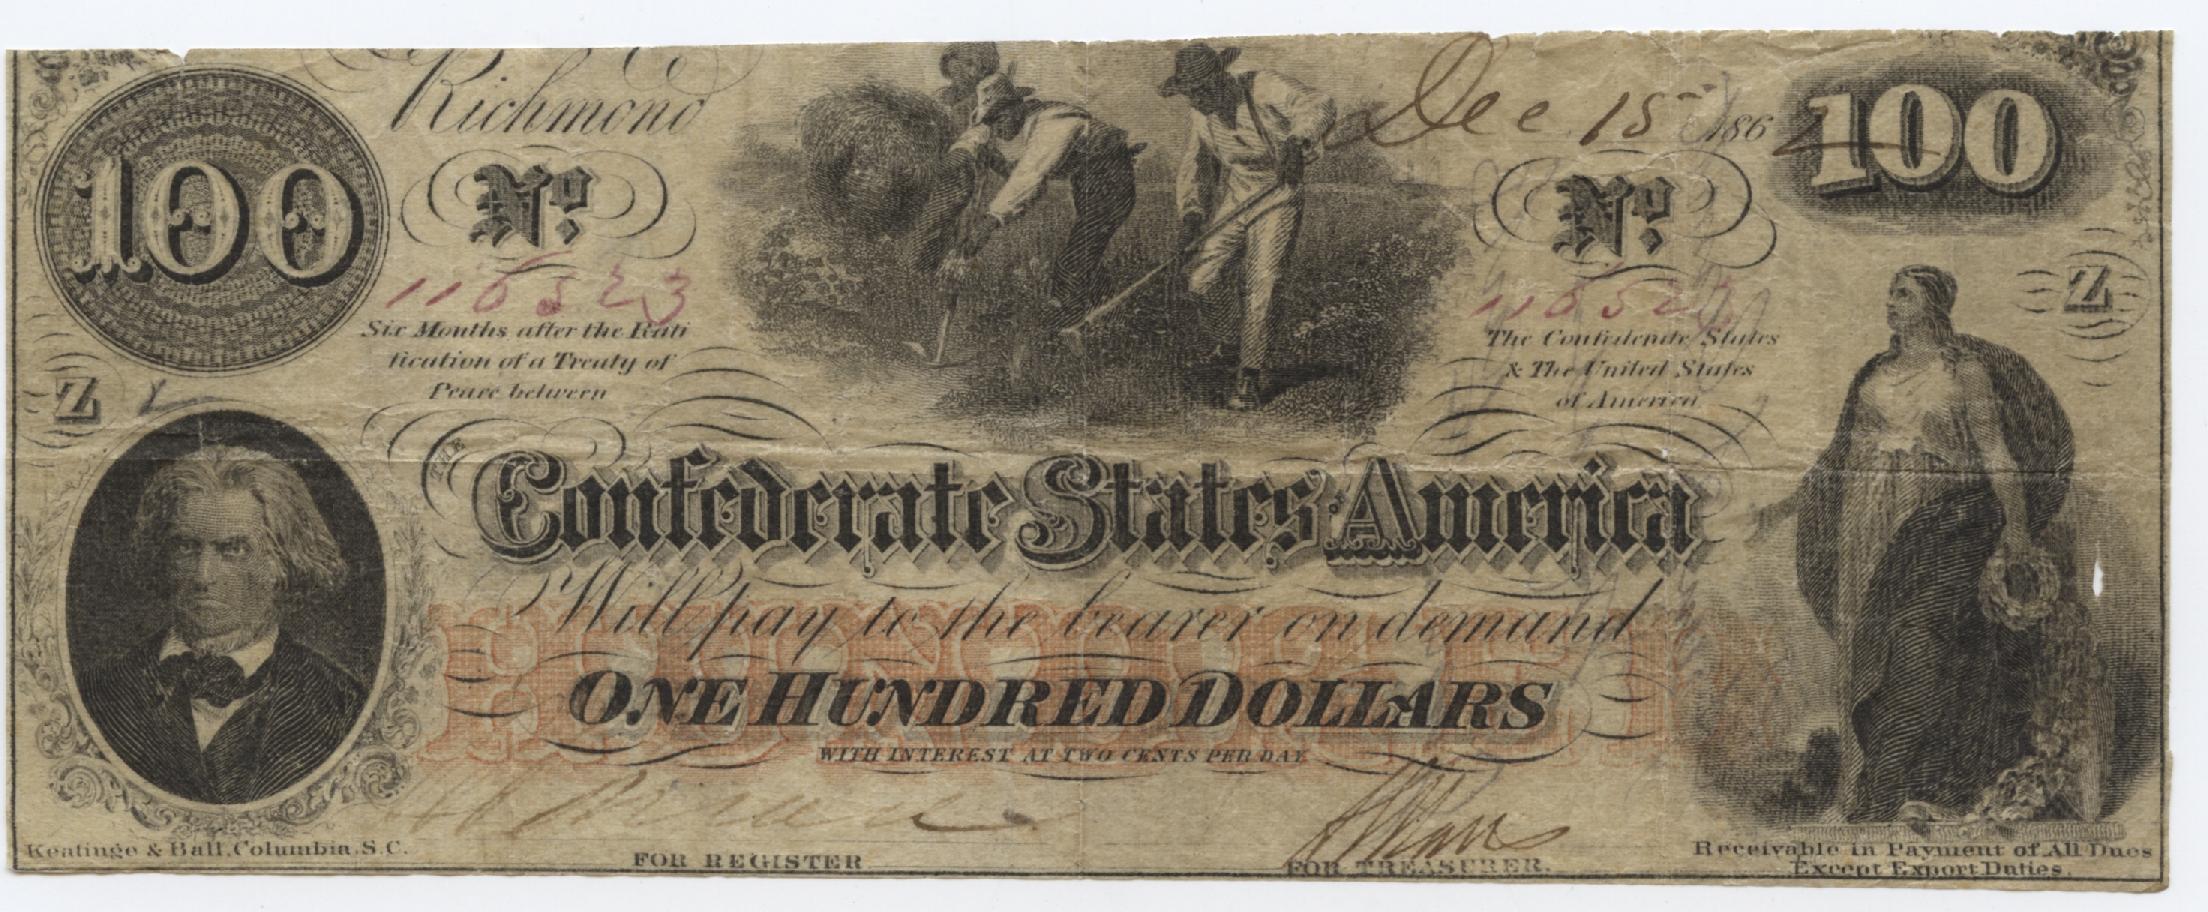 Richmond
Dec 15 1862
100
100
No.
No.
116523
116523
Six Months after the Rati
fication of a Treaty of
Peace between
The Confederate States
& The United States
of America
Z
Z
THE
Confederate States America
Will pay to the bearer on demand
HUNDRED
ONE HUNDRED DOLLARS
WITH INTEREST AT TWO CENTS PER DAY
Keatinge & Ball, Columbia, S.C.
FOR REGISTER
FOR TREASURER.
Receivable in Payment of All Dues
Except Export Duties.